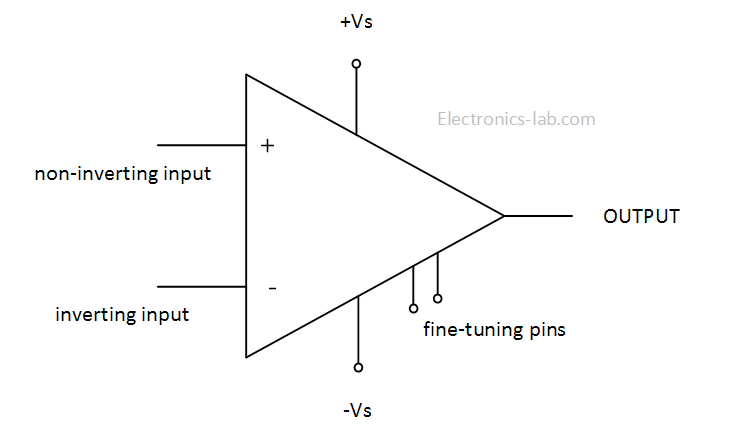 +Vs
Electronics-lab.com
+
non-inverting input
OUTPUT
-
inverting input
fine-tuning pins
-Vs